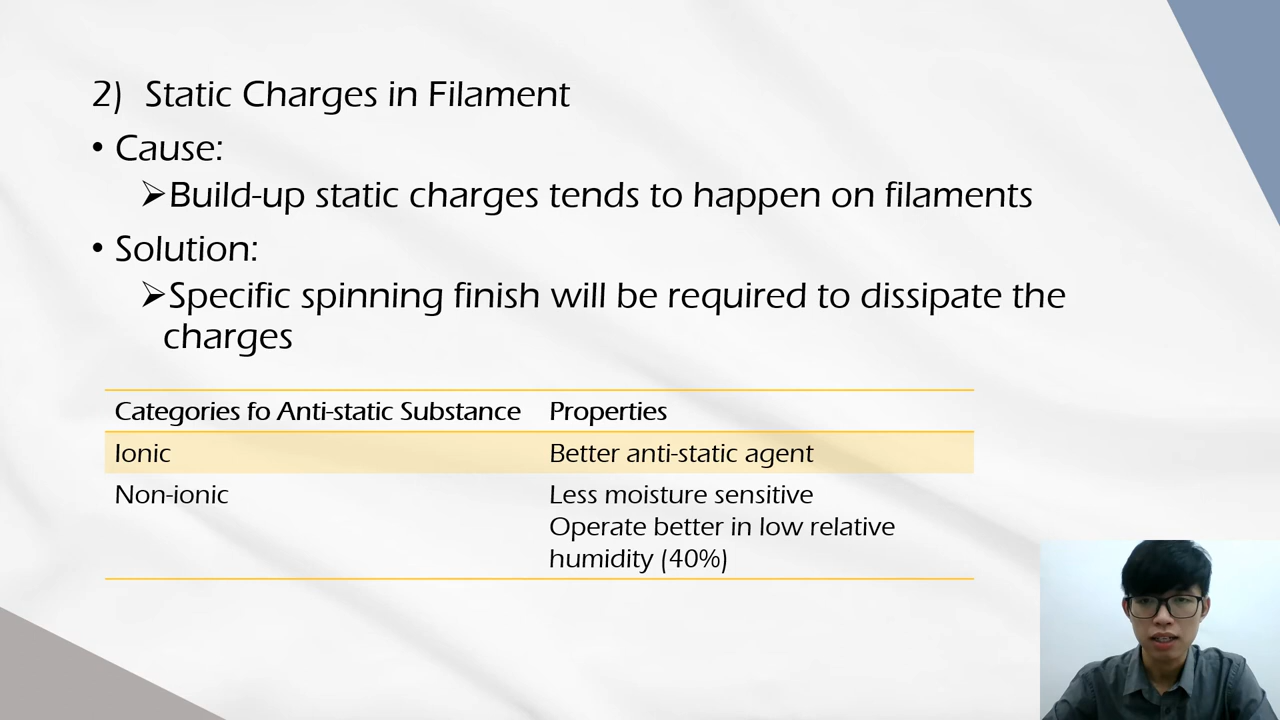 2) Static Charges in Filament
• Cause:
➢Build-up static charges tends to happen on filaments
• Solution:
➢Specific spinning finish will be required to dissipate the
charges
Categories fo Anti-static Substance Properties
Ionic Better anti-static agent
Non-ionic Less moisture sensitive
Operate better in low relative
humidity (40%)